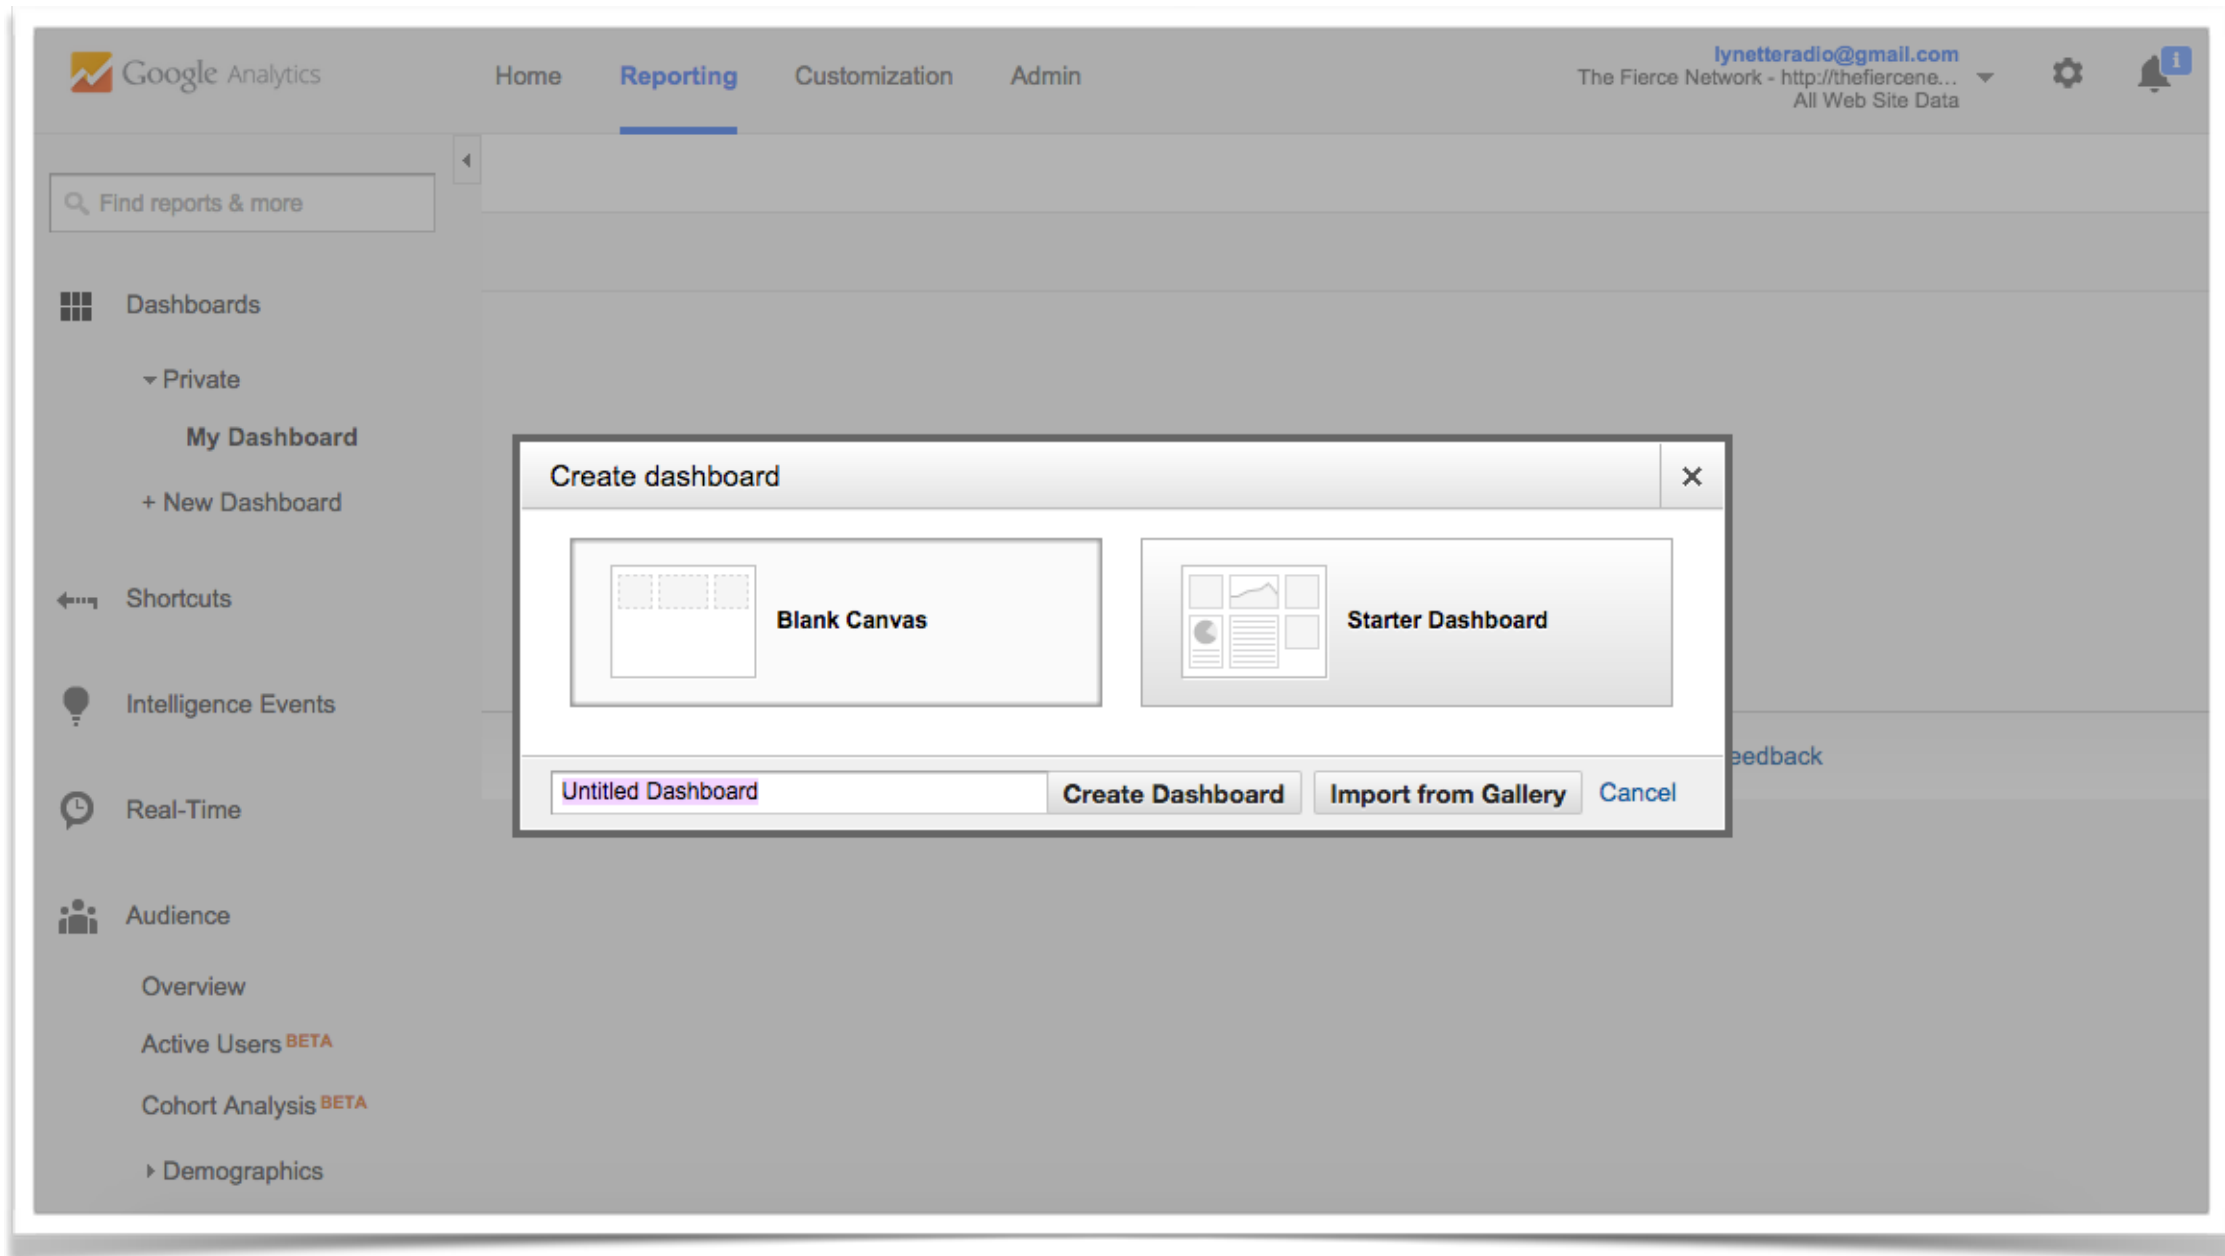 Google Analytics
Home
Reporting
Customization
Admin
lynetteradio@gmail.com
The Fierce Network - http://thefiercene...
All Web Site Data
i
Find reports & more
Dashboards
Private
My Dashboard
+ New Dashboard
Shortcuts
Intelligence Events
Real-Time
Audience
Overview
Active Users BETA
Cohort Analysis BETA
Demographics
Create dashboard
×
Blank Canvas
Starter Dashboard
Untitled Dashboard
Create Dashboard
Import from Gallery
Cancel
eedback